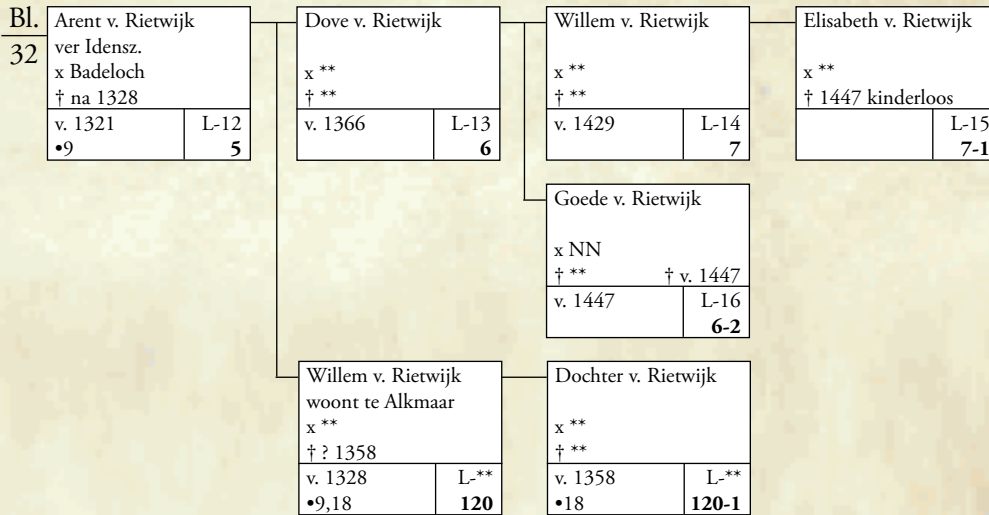 Bl.
32
Arent v. Rietwijk
ver Idensz.
x Badeloch
† na 1328
v. 1321 L-12
•9 5
Dove v. Rietwijk
x **
† **
v. 1366 L-13
6
Willem v. Rietwijk
x **
† **
v. 1429 L-14
7
Elisabeth v. Rietwijk
x **
† 1447 kinderloos
L-15
7-1
Goede v. Rietwijk
x NN
† ** † v. 1447
v. 1447 L-16
6-2
Willem v. Rietwijk
woont te Alkmaar
x **
† ? 1358
v. 1328 L-**
•9,18 120
Dochter v. Rietwijk
x **
† **
v. 1358 L-**
•18 120-1